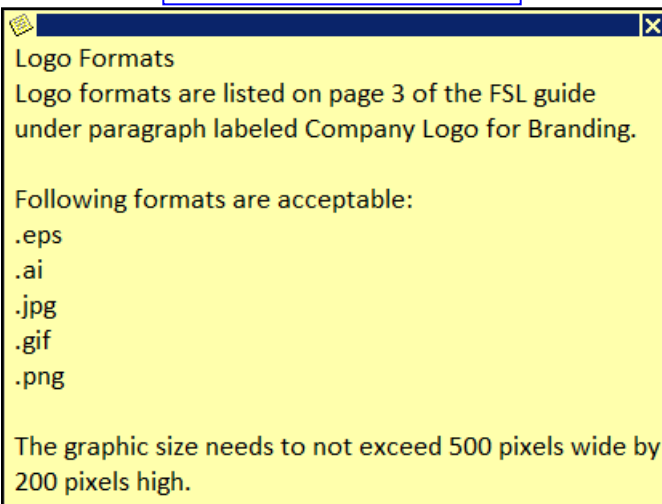 Logo Formats
Logo formats are listed on page 3 of the FSL guide
under paragraph labeled Company Logo for Branding.
Following formats are acceptable:
.eps
.ai
.jpg
.gif
.png
The graphic size needs to not exceed 500 pixels wide by
200 pixels high.